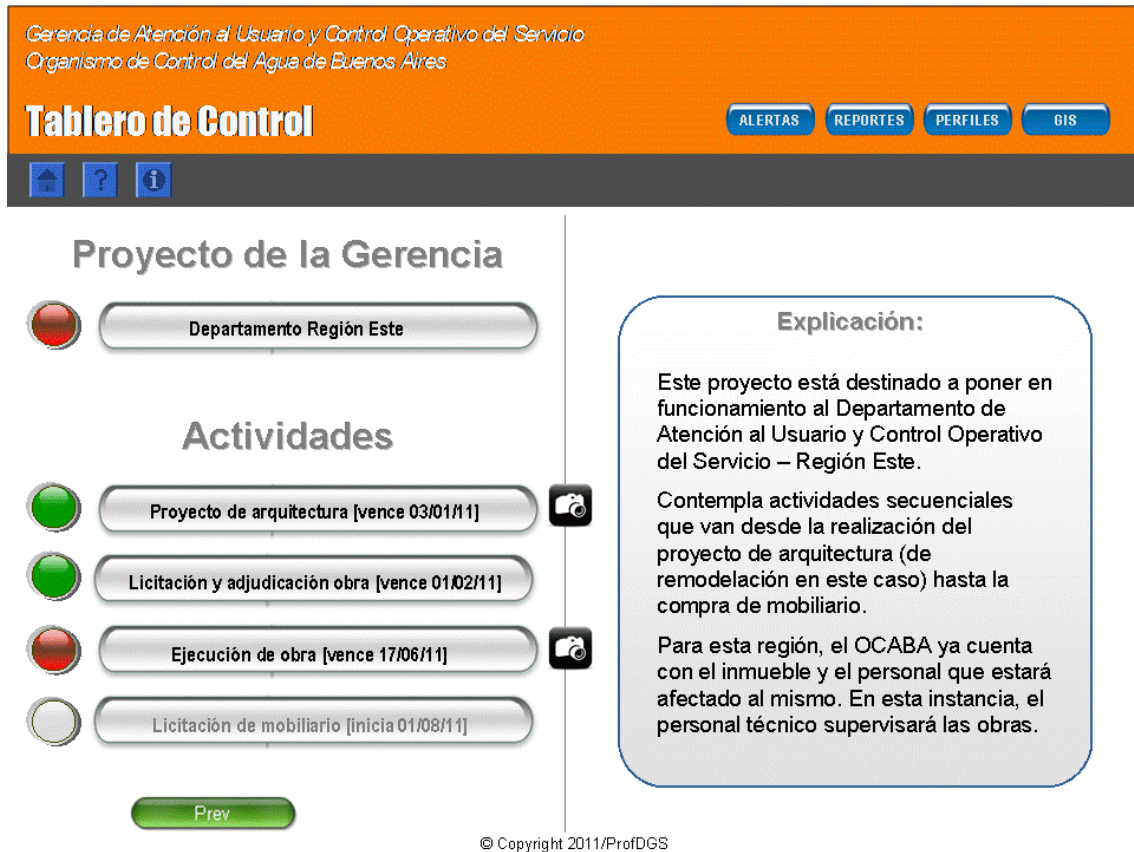 Gerencia de Atención al Usuario y Control Operativo del Servicio
Organismo de Control del Agua de Buenos Aires
Tablero de Control
ALERTAS
REPORTES
PERFILES
GIS
?
i
Proyecto de la Gerencia
Departamento Región Este
Actividades
Proyecto de arquitectura [vence 03/01/11]
Licitación y adjudicación obra [vence 01/02/11]
Ejecución de obra [vence 17/06/11]
Licitación de mobiliario [inicia 01/08/11]
Prev
Explicación:
Este proyecto está destinado a poner en
funcionamiento al Departamento de
Atención al Usuario y Control Operativo
del Servicio – Región Este.
Contempla actividades secuenciales
que van desde la realización del
proyecto de arquitectura (de
remodelación en este caso) hasta la
compra de mobiliario.
Para esta región, el OCABA ya cuenta
con el inmueble y el personal que estará
afectado al mismo. En esta instancia, el
personal técnico supervisará las obras.
© Copyright 2011/ProfDGS